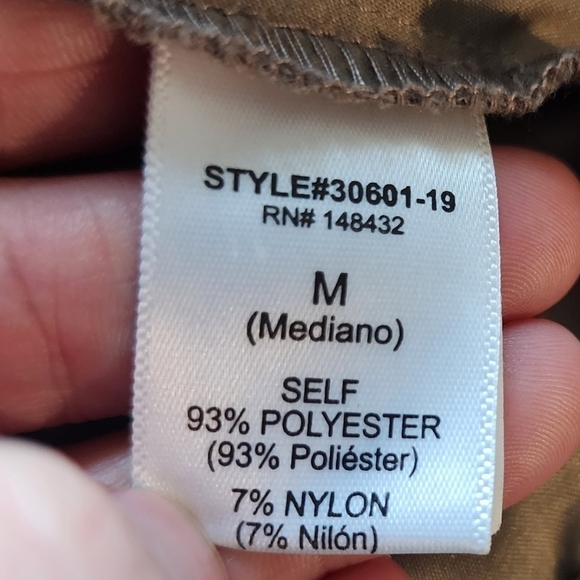 STYLE#30601-19
RN# 148432
M
(Mediano)
SELF
93% POLYESTER
(93% Poliéster)
7% NYLON
(7% Nilón)